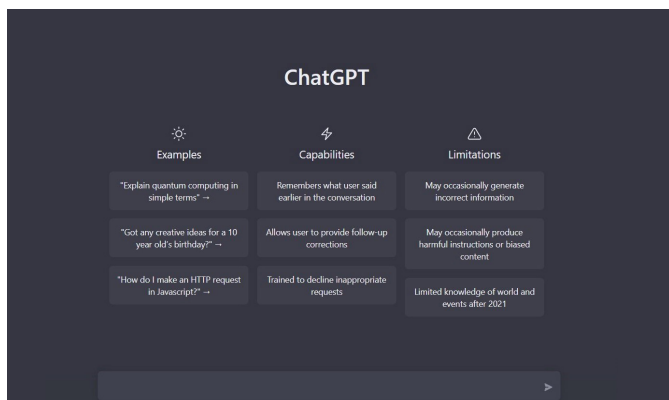 ChatGPT
Examples
"Explain quantum computing in
simple terms" →
"Got any creative ideas for a 10
year old's birthday?" →
"How do I make an HTTP request
in Javascript?" →
Capabilities
Remembers what user said
earlier in the conversation
Allows user to provide follow-up
corrections
Trained to decline inappropriate
requests
Limitations
May occasionally generate
incorrect information
May occasionally produce
harmful instructions or biased
content
Limited knowledge of world and
events after 2021